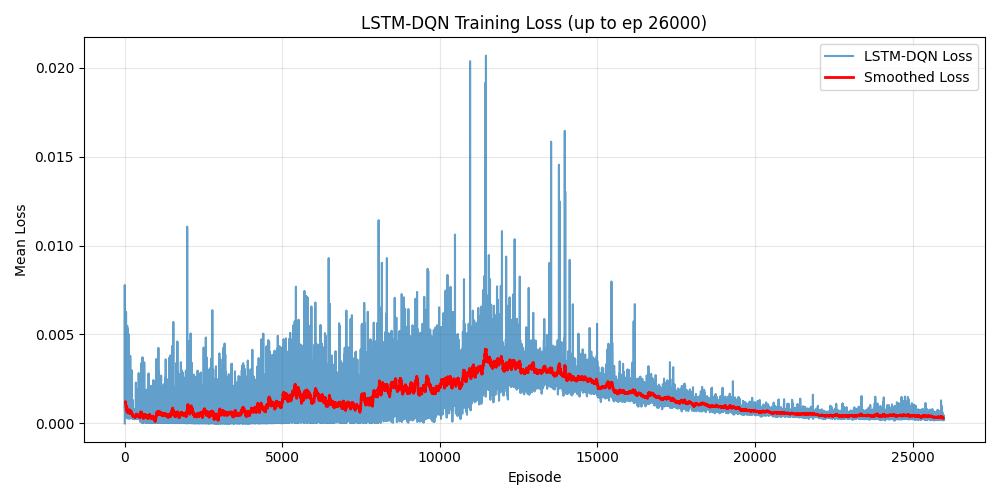 LSTM-DQN Training Loss (up to ep 26000)
LSTM-DQN Loss
Smoothed Loss
0.020
0.015
0.010
0.005
0.000
Mean Loss
0 5000 10000 15000 20000 25000
Episode